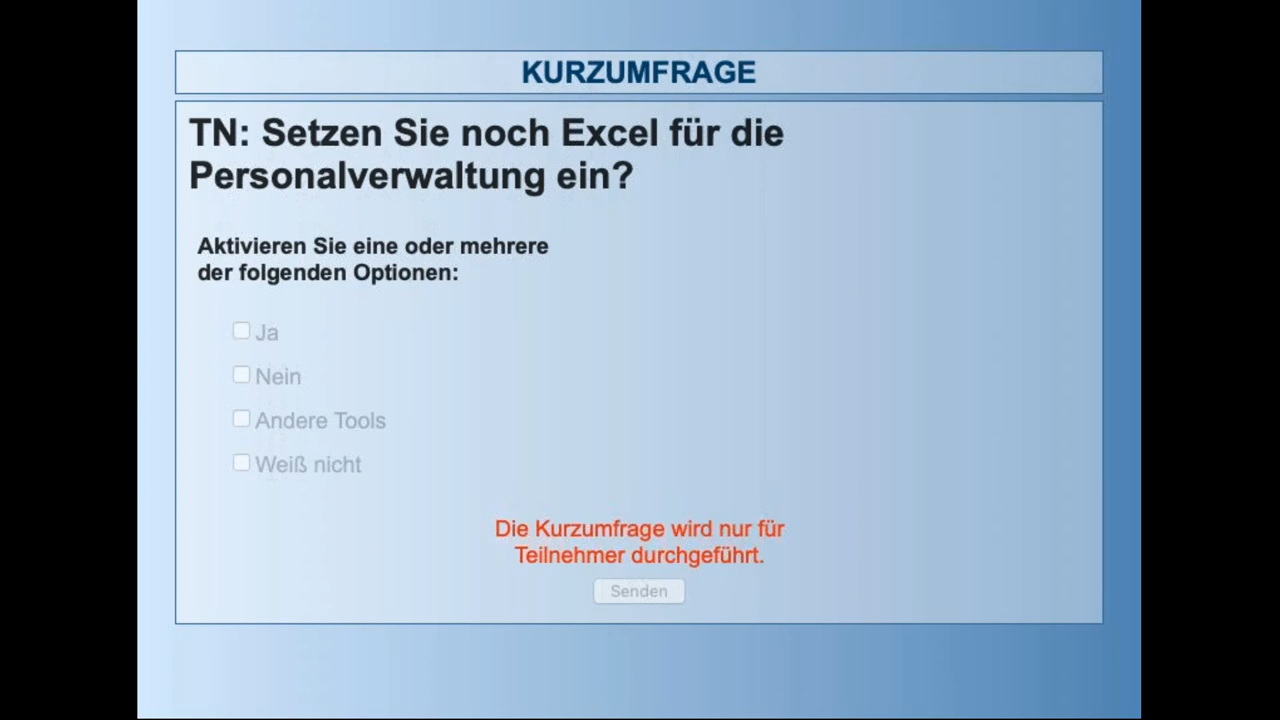 KURZUMFRAGE
TN: Setzen Sie noch Excel für die
Personalverwaltung ein?
Aktivieren Sie eine oder mehrere
der folgenden Optionen:
Ja
Nein
Andere Tools
Weiß nicht
Die Kurzumfrage wird nur für
Teilnehmer durchgeführt.
Senden